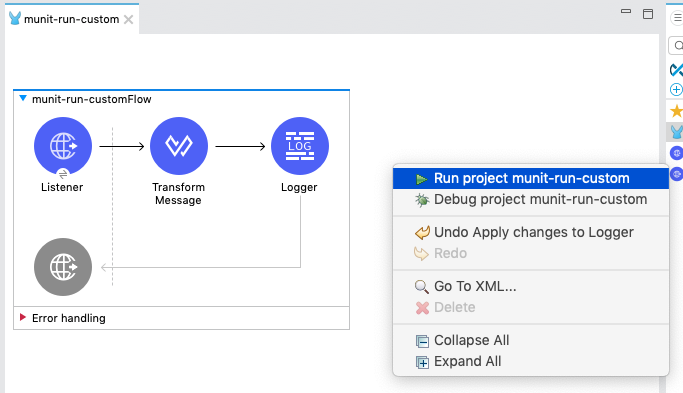 munit-run-custom
munit-run-customFlow
Listener
Transform
Message
LOG
Logger
Error handling
Run project munit-run-custom
Debug project munit-run-custom
Undo Apply changes to Logger
Redo
Go To XML...
Delete
Collapse All
Expand All